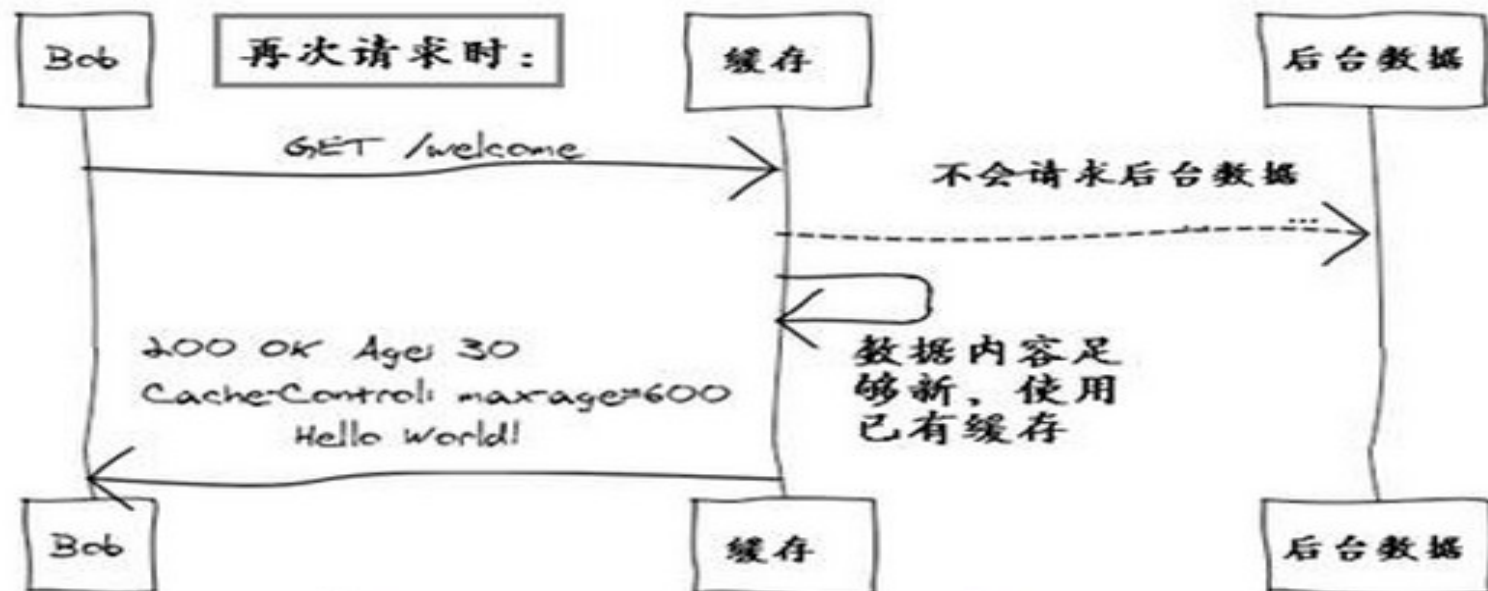 Bob
再次请求时：
缓存
后台数据
GET /welcome
不会请求后台数据
...
200 OK Age: 30
Cache-Control: max-age=600
Hello World!
数据内容足
够新，使用
已有缓存
Bob
缓存
后台数据